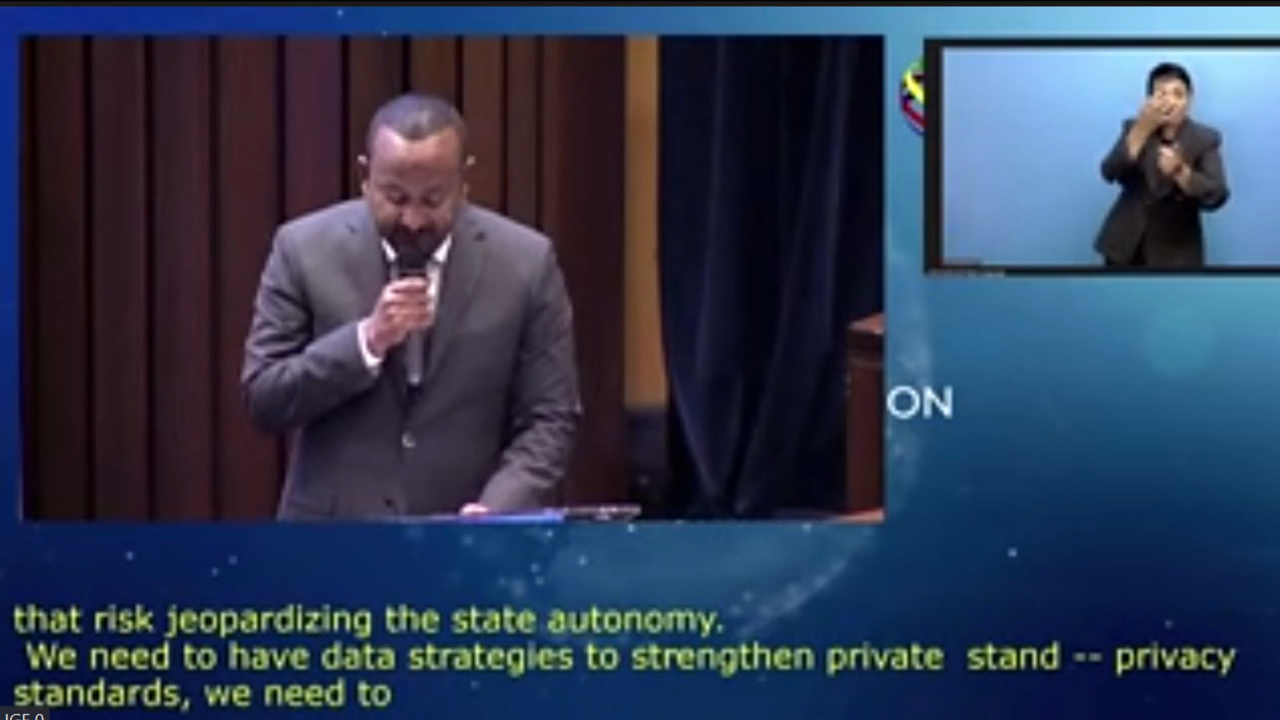 ON
that risk jeopardizing the state autonomy.
We need to have data strategies to strengthen private stand -- privacy
standards, we need to